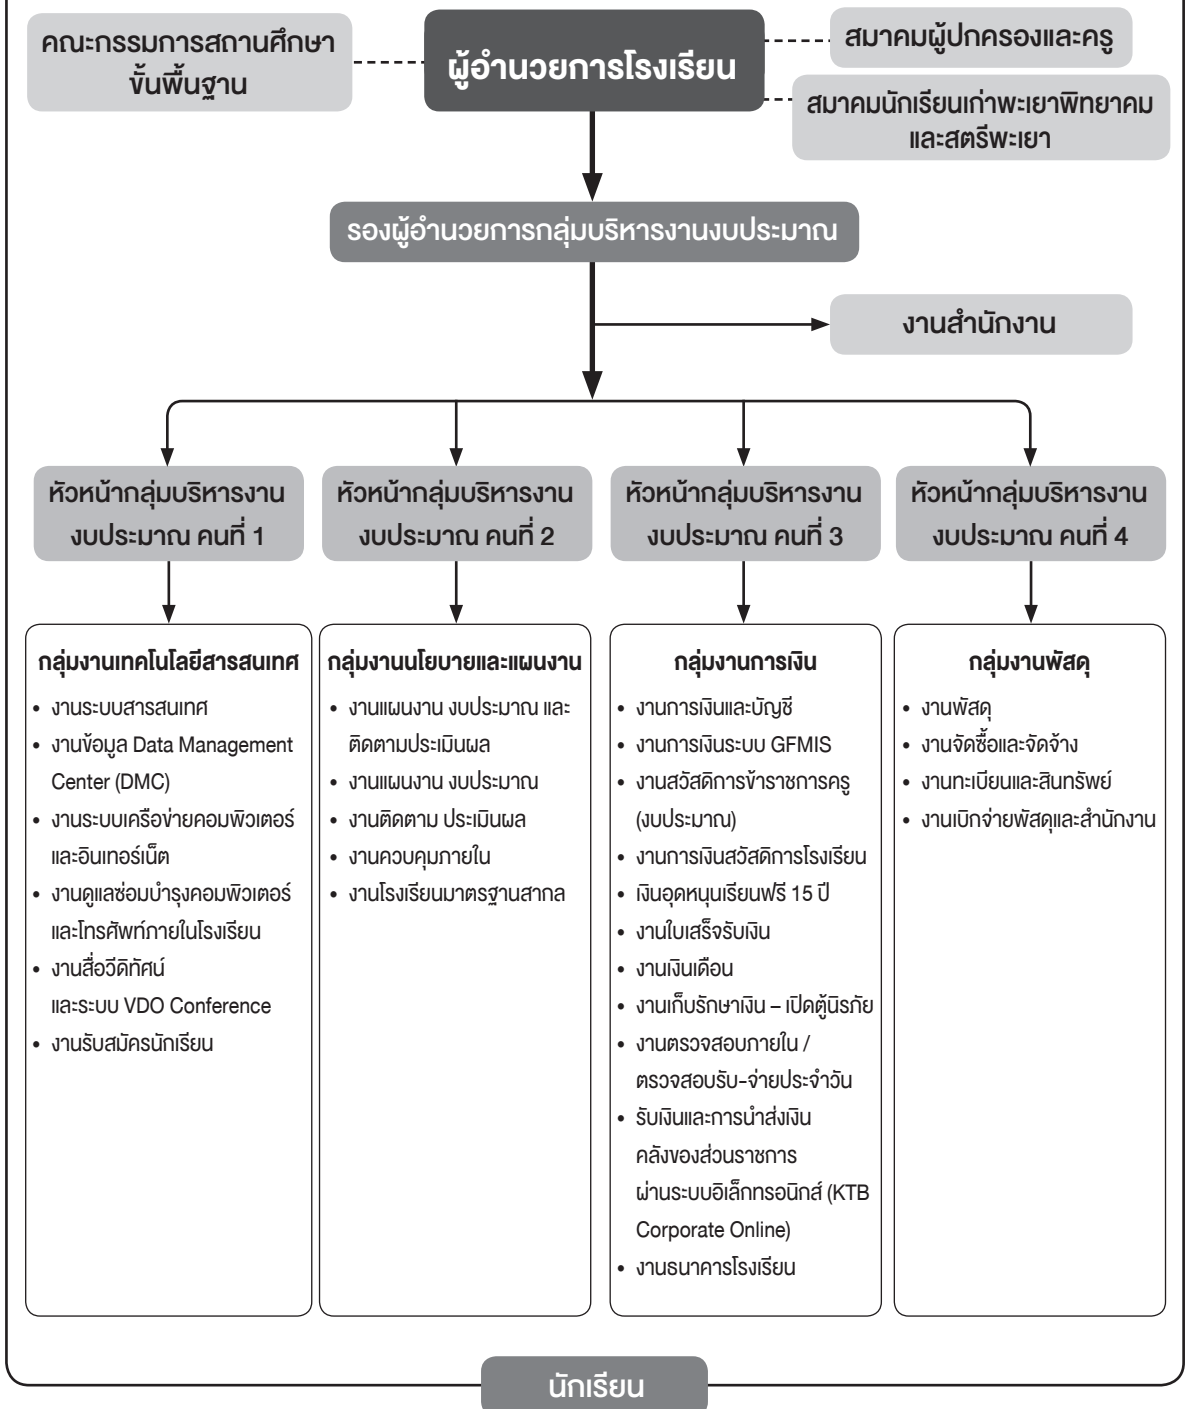 คณะกรรมการสถานศึกษา
ขั้นพื้นฐาน
ผู้อำนวยการโรงเรียน
สมาคมผู้ปกครองและครู
สมาคมนักเรียนเก่าพะเยาพิทยาคม
และสตรีพะเยา
รองผู้อำนวยการกลุ่มบริหารงานงบประมาณ
งานสำนักงาน
หัวหน้ากลุ่มบริหารงาน
งบประมาณ คนที่ 1
หัวหน้ากลุ่มบริหารงาน
งบประมาณ คนที่ 2
หัวหน้ากลุ่มบริหารงาน
งบประมาณ คนที่ 3
หัวหน้ากลุ่มบริหารงาน
งบประมาณ คนที่ 4
กลุ่มงานเทคโนโลยีสารสนเทศ
• งานระบบสารสนเทศ
• งานข้อมูล Data Management
Center (DMC)
• งานระบบเครือข่ายคอมพิวเตอร์
และอินเทอร์เน็ต
• งานดูแลซ่อมบำรุงคอมพิวเตอร์
และโทรศัพท์ภายในโรงเรียน
• งานสื่อวีดิทัศน์
และระบบ VDO Conference
• งานรับสมัครนักเรียน
กลุ่มงานนโยบายและแผนงาน
• งานแผนงาน งบประมาณ และ
ติดตามประเมินผล
• งานแผนงาน งบประมาณ
• งานติดตาม ประเมินผล
• งานควบคุมภายใน
• งานโรงเรียนมาตรฐานสากล
กลุ่มงานการเงิน
• งานการเงินและบัญชี
• งานการเงินระบบ GFMIS
• งานสวัสดิการข้าราชการครู
(งบประมาณ)
• งานการเงินสวัสดิการโรงเรียน
• เงินอุดหนุนเรียนฟรี 15 ปี
• งานใบเสร็จรับเงิน
• งานเงินเดือน
• งานเก็บรักษาเงิน – เปิดตู้นิรภัย
• งานตรวจสอบภายใน /
ตรวจสอบรับ-จ่ายประจำวัน
• รับเงินและการนำส่งเงิน
คลังของส่วนราชการ
ผ่านระบบอิเล็กทรอนิกส์ (KTB
Corporate Online)
• งานธนาคารโรงเรียน
กลุ่มงานพัสดุ
• งานพัสดุ
• งานจัดซื้อและจัดจ้าง
• งานทะเบียนและสินทรัพย์
• งานเบิกจ่ายพัสดุและสำนักงาน
นักเรียน